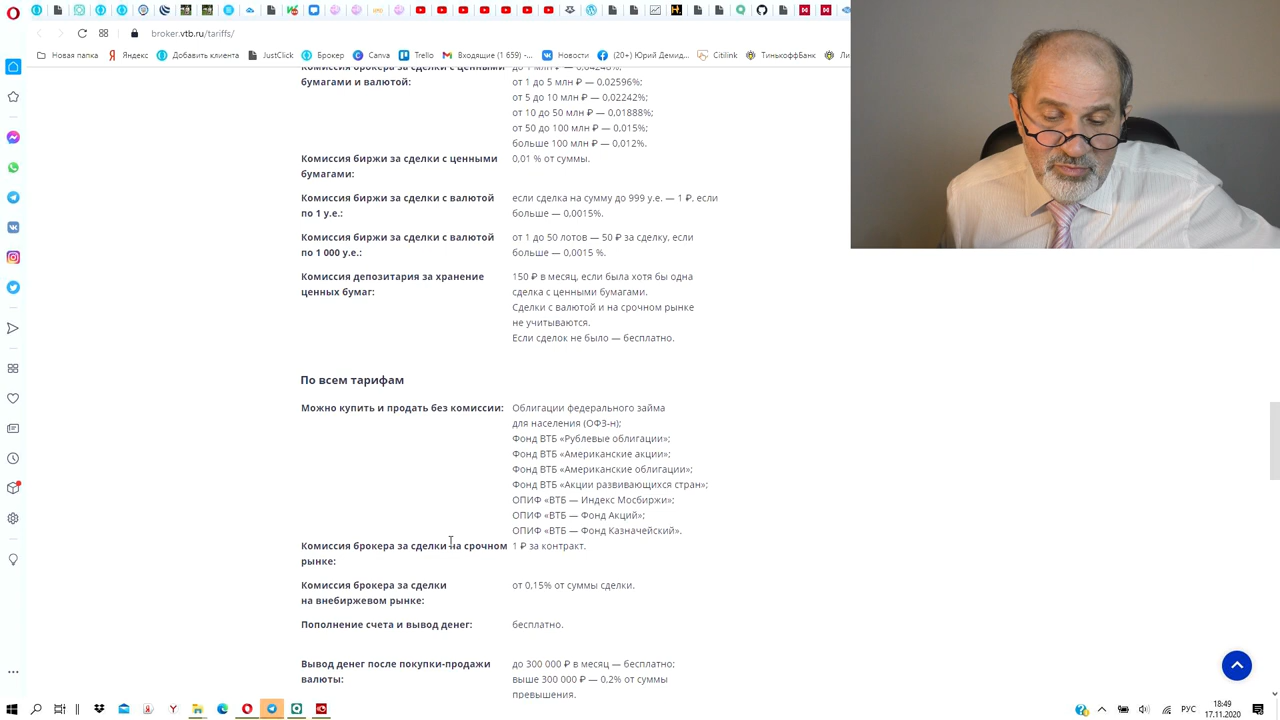 broker.vtb.ru/tariffs/
Новая папка
Яндекс
Добавить клиента
JustClick
Брокер
Canva
Trello
Входящие (1 659) -...
Новости
(20+) Юрий Демид...
Citilink
ТинькоффБанк
Ли
Комиссия брокера за сделки с ценными
бумагами и валютой:
от 1 до 5 млн ₽ — 0,02596%;
от 5 до 10 млн ₽ — 0,02242%;
от 10 до 50 млн ₽ — 0,01888%;
от 50 до 100 млн ₽ — 0,015%;
больше 100 млн ₽ — 0,012%.
Комиссия биржи за сделки с ценными
бумагами:
0,01 % от суммы.
Комиссия биржи за сделки с валютой
по 1 у.е.:
если сделка на сумму до 999 у.е. — 1 ₽, если
больше — 0,0015%.
Комиссия биржи за сделки с валютой
по 1 000 у.е.:
от 1 до 50 лотов — 50 ₽ за сделку, если
больше — 0,0015 %.
Комиссия депозитария за хранение
ценных бумаг:
150 ₽ в месяц, если была хотя бы одна
сделка с ценными бумагами.
Сделки с валютой и на срочном рынке
не учитываются.
Если сделок не было — бесплатно.
По всем тарифам
Можно купить и продать без комиссии:
Облигации федерального займа
для населения (ОФЗ-н);
Фонд ВТБ «Рублевые облигации»;
Фонд ВТБ «Американские акции»;
Фонд ВТБ «Американские облигации»;
Фонд ВТБ «Акции развивающихся стран»;
ОПИФ «ВТБ — Индекс Мосбиржи»;
ОПИФ «ВТБ — Фонд Акций»;
ОПИФ «ВТБ — Фонд Казначейский».
Комиссия брокера за сделки на срочном
рынке:
1 ₽ за контракт.
Комиссия брокера за сделки
на внебиржевом рынке:
от 0,15% от суммы сделки.
Пополнение счета и вывод денег:
бесплатно.
Вывод денег после покупки-продажи
валюты:
до 300 000 ₽ в месяц — бесплатно;
выше 300 000 ₽ — 0,2% от суммы
превышения.
РУС
18:49
17.11.2020